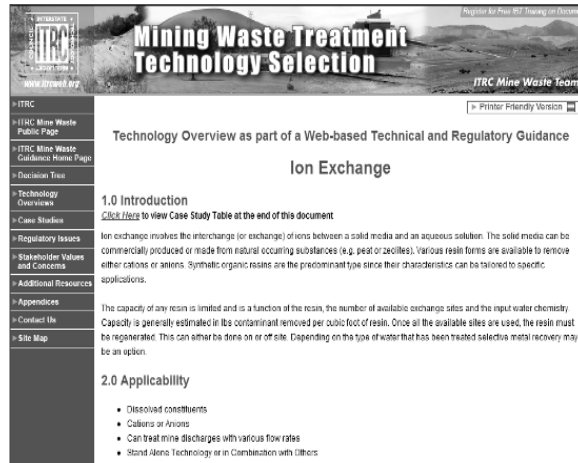 INTERSTATE
COUNCIL
ITRC
www.itrcweb.org
Register for Free IBT Training on
Mining Waste Treatment
Technology Selection
ITRC Mine Waste Team
Printer Friendly Version
ITRC
ITRC Mine Waste
Public Page
ITRC Mine Waste
Guidance Home Page
Decision Tree
Technology
Overviews
Case Studies
Regulatory Issues
Stakeholder Values
and Concerns
Additional Resources
Appendices
Contact Us
Site Map
Technology Overview as part of a Web-based Technical and Regulatory Guidance
Ion Exchange
1.0 Introduction
Click Here to view Case Study Table at the end of this document
Ion exchange involves the interchange (or exchange) of ions between a solid media and an aqueous solution. The solid media can be
commercially produced or made from natural occurring substances (e.g. peat or zeolites). Various resin forms are available to remove
either cations or anions. Synthetic organic resins are the predominant type since their characteristics can be tailored to specific
applications.
The capacity of any resin is limited and is a function of the resin, the number of available exchange sites and the input water chemistry.
Capacity is generally estimated in lbs contaminant removed per cubic foot of resin. Once all the available sites are used, the resin must
be regenerated. This can either be done on or off site. Depending on the type of water that has been treated selective metal recovery may
be an option.
2.0 Applicability
• Dissolved constituents
• Cations or Anions
• Can treat mine discharges with various flow rates
• Stand Alone Technology or in Combination with Others